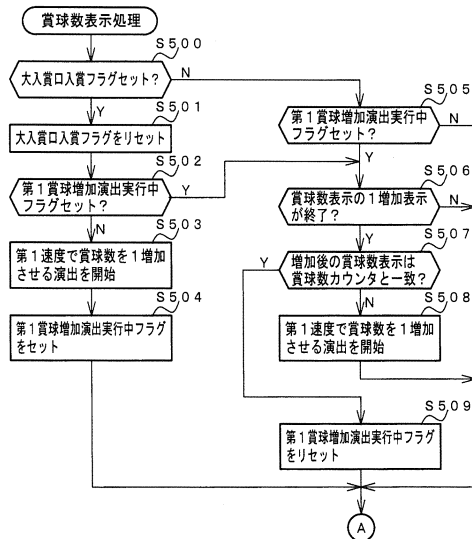 賞球数表示処理
S500
大入賞口入賞フラグセット?
N
Y
S501
大入賞口入賞フラグをリセット
S502
第1賞球増加演出実行中
フラグセット?
Y
N
S503
第1速度で賞球数を1増加
させる演出を開始
S504
第1賞球増加演出実行中フラグ
をセット
S505
第1賞球増加演出実行中
フラグセット?
N
Y
S506
賞球数表示の1増加表示
が終了?
N
Y
S507
増加後の賞球数表示は
賞球数カウンタと一致?
Y
N
S508
第1速度で賞球数を1増加
させる演出を開始
S509
第1賞球増加演出実行中フラグ
をリセット
A